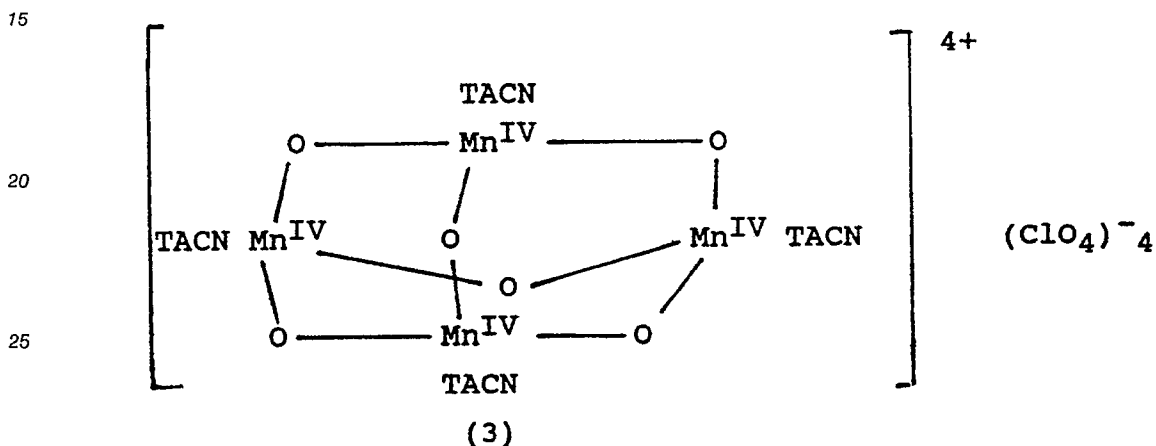 15
4+
TACN
O Mn^IV O
20
TACN Mn^IV O Mn^IV TACN (ClO₄)⁻₄
O
O Mn^IV O
25
TACN
(3)